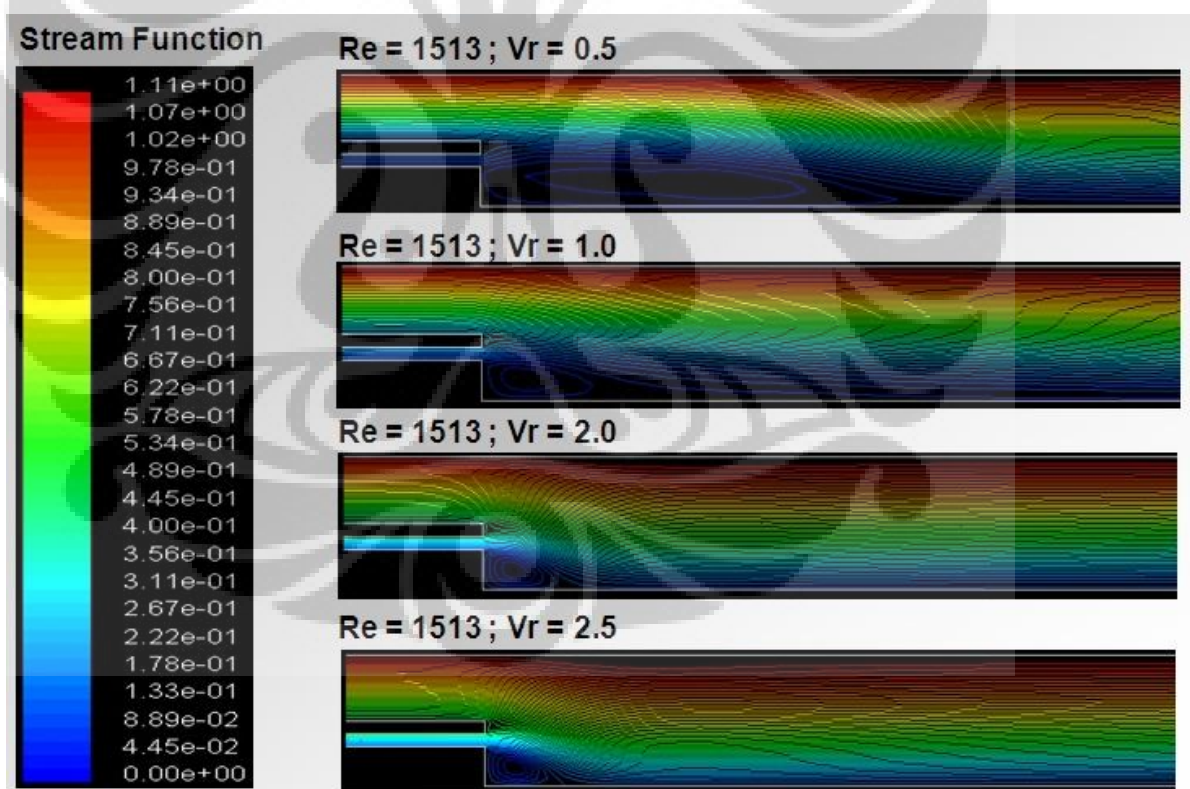 Stream Function
1.11e+00
1.07e+00
1.02e+00
9.78e-01
9.34e-01
8.89e-01
8.45e-01
8.00e-01
7.56e-01
7.11e-01
6.67e-01
6.22e-01
5.78e-01
5.34e-01
4.89e-01
4.45e-01
4.00e-01
3.56e-01
3.11e-01
2.67e-01
2.22e-01
1.78e-01
1.33e-01
8.89e-02
4.45e-02
0.00e+00
Re = 1513 ; Vr = 0.5
Re = 1513 ; Vr = 1.0
Re = 1513 ; Vr = 2.0
Re = 1513 ; Vr = 2.5